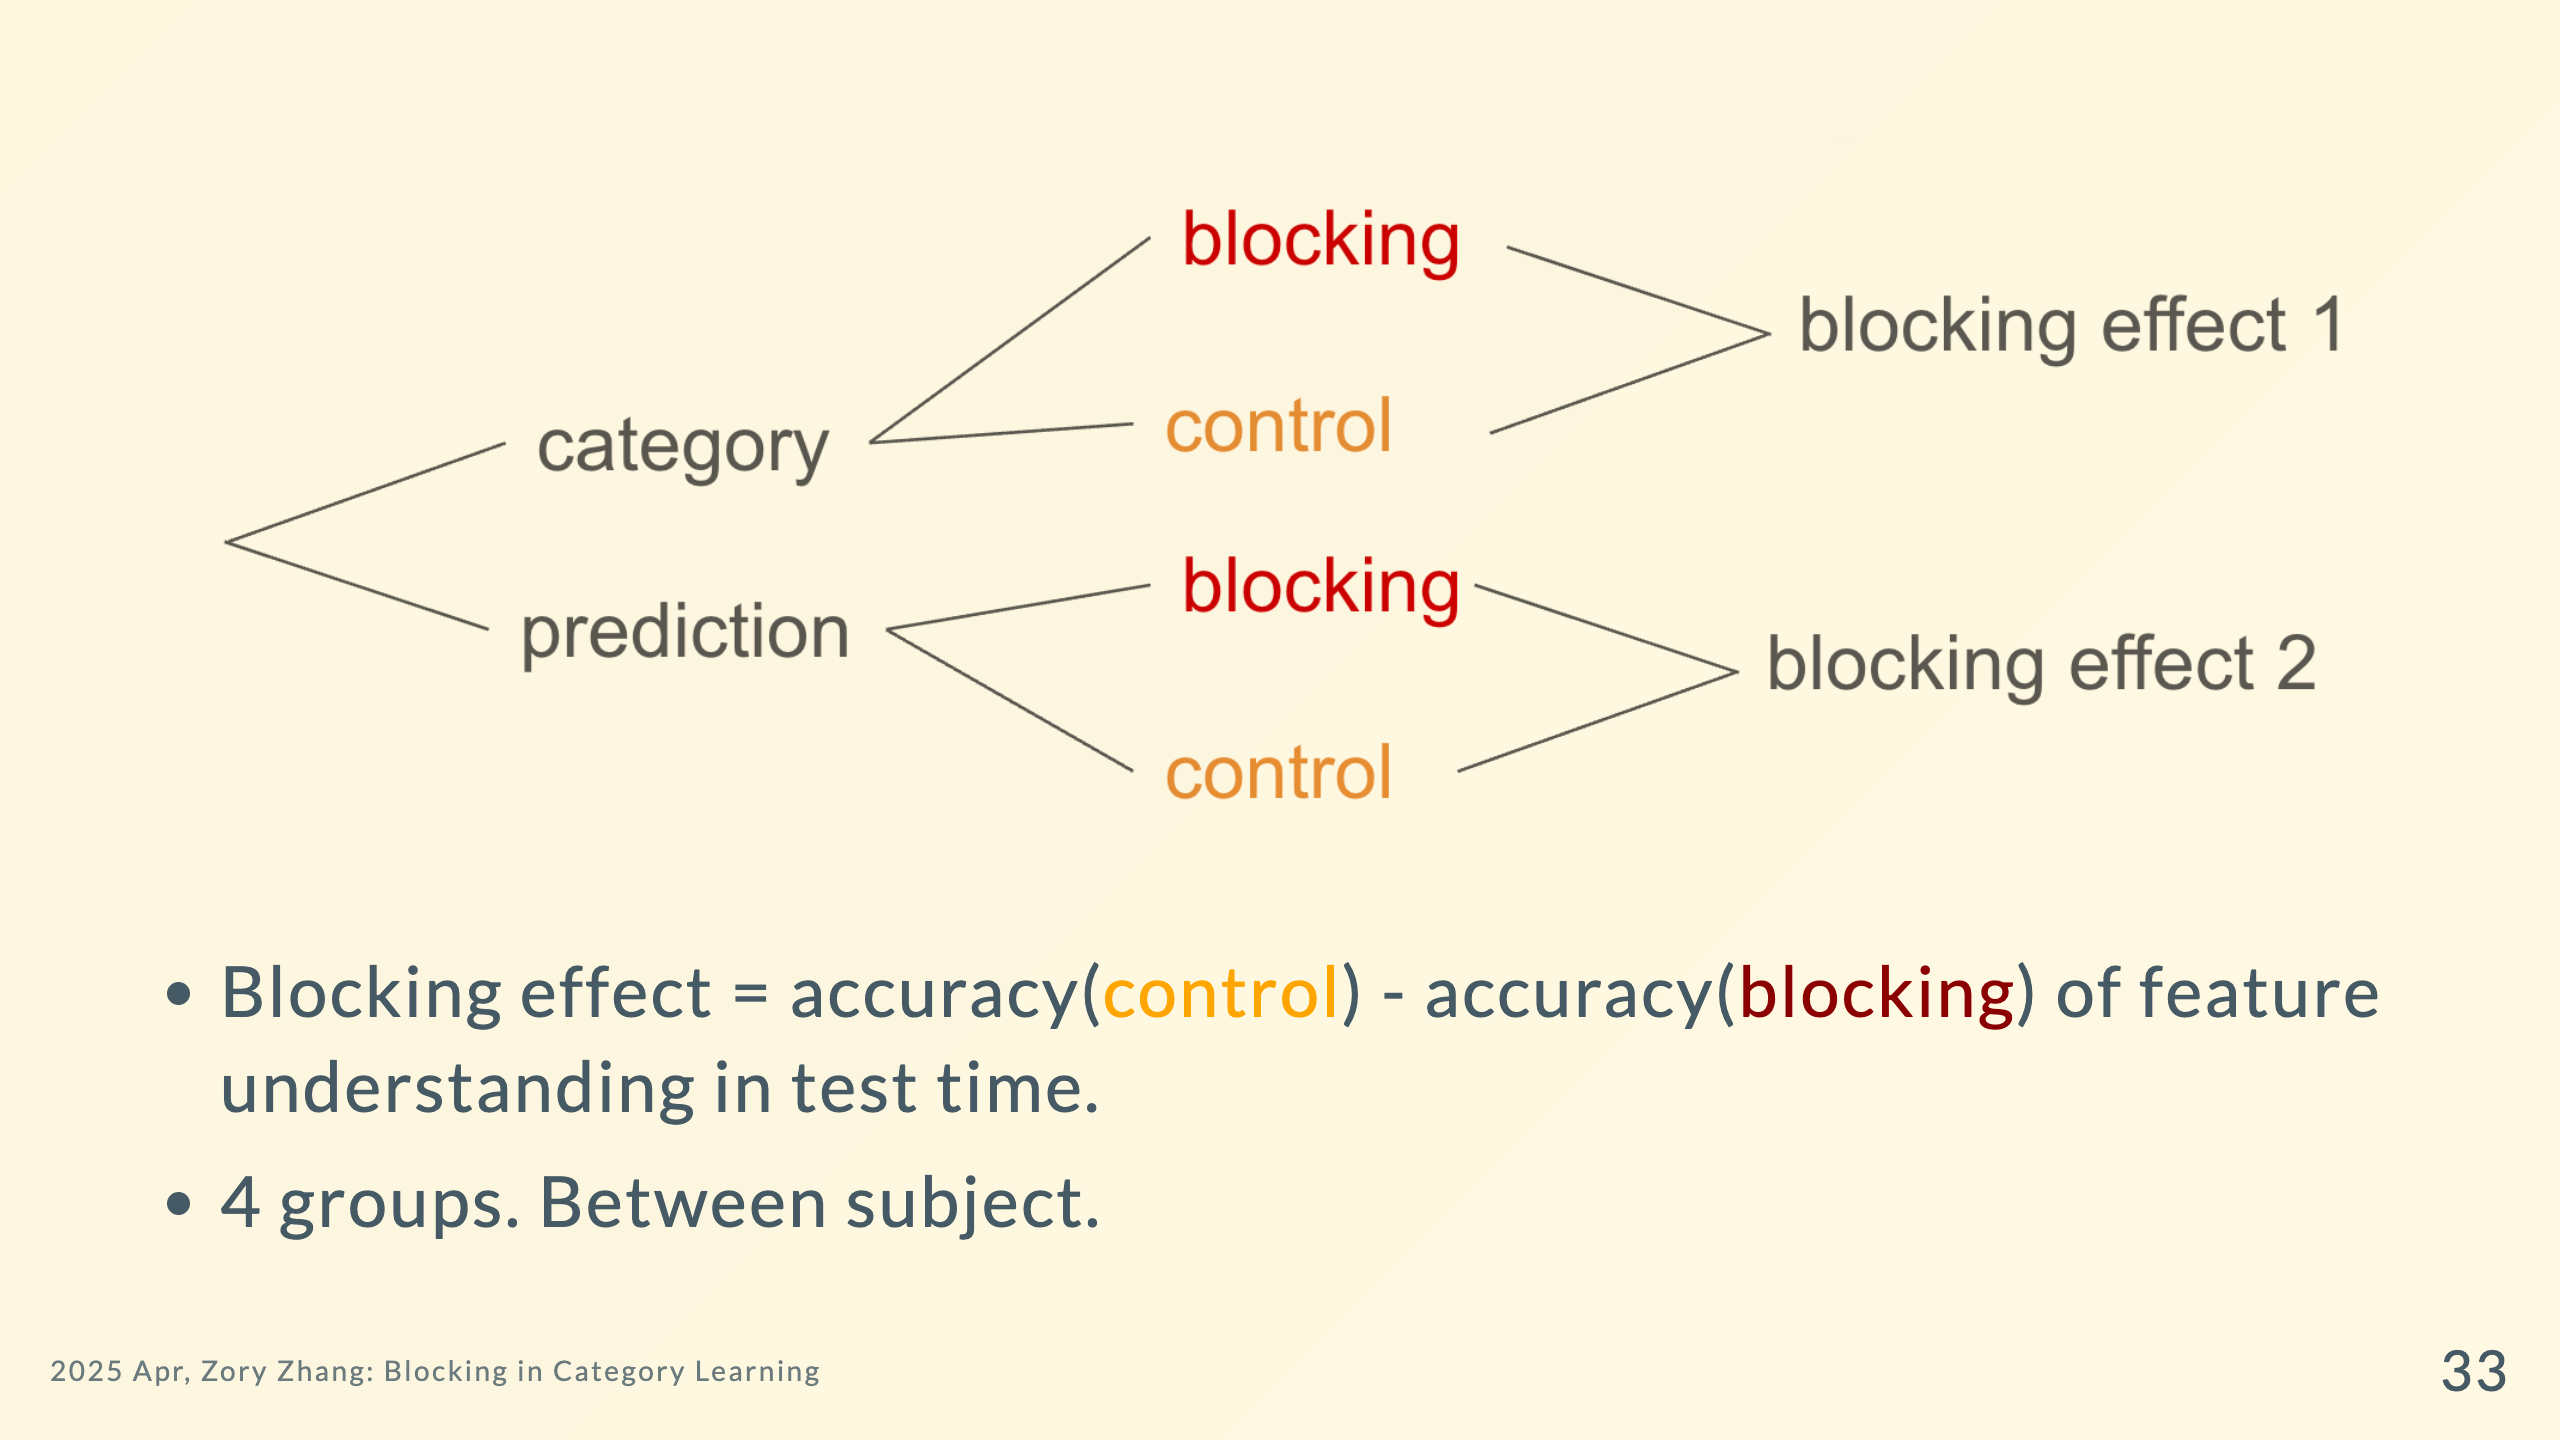 blocking
blocking effect 1
control
category
blocking
prediction
blocking effect 2
control
• Blocking effect = accuracy(control) - accuracy(blocking) of feature
understanding in test time.
• 4 groups. Between subject.
2025 Apr, Zory Zhang: Blocking in Category Learning
33